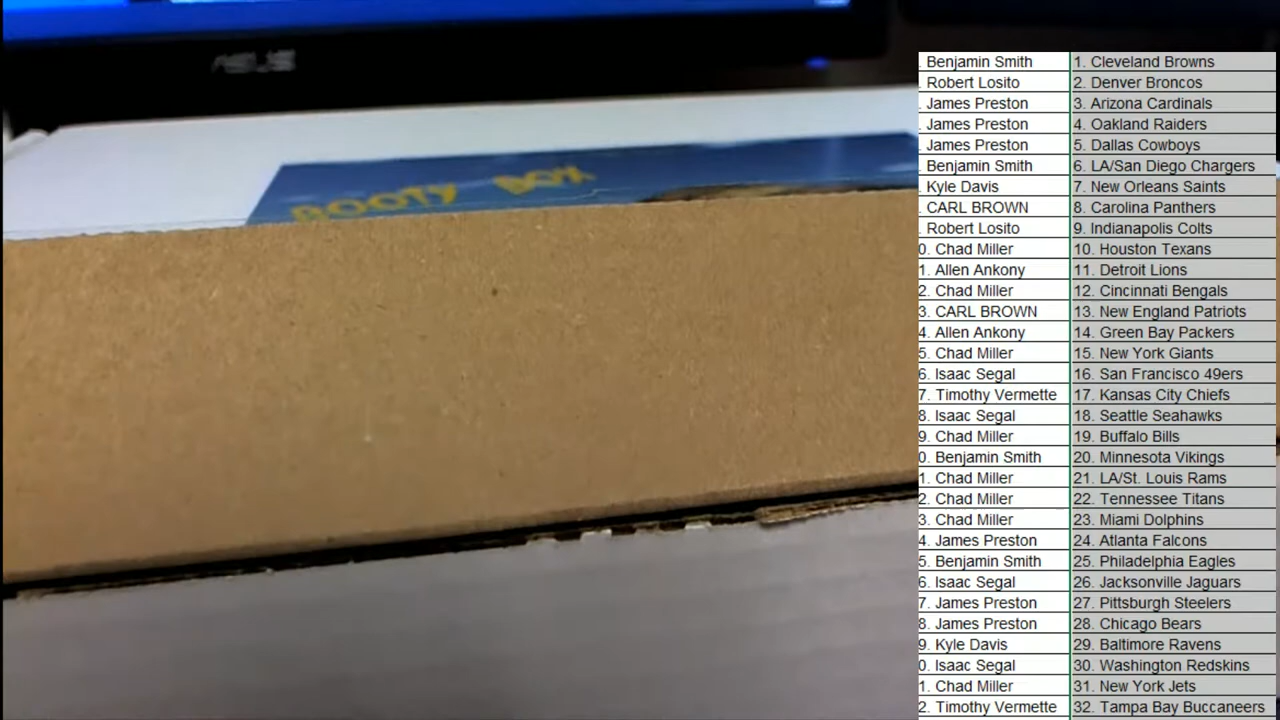 ASUS
BOOTY BOX
. Benjamin Smith 1. Cleveland Browns
. Robert Losito 2. Denver Broncos
. James Preston 3. Arizona Cardinals
. James Preston 4. Oakland Raiders
. James Preston 5. Dallas Cowboys
. Benjamin Smith 6. LA/San Diego Chargers
. Kyle Davis 7. New Orleans Saints
. CARL BROWN 8. Carolina Panthers
. Robert Losito 9. Indianapolis Colts
0. Chad Miller 10. Houston Texans
1. Allen Ankony 11. Detroit Lions
2. Chad Miller 12. Cincinnati Bengals
3. CARL BROWN 13. New England Patriots
4. Allen Ankony 14. Green Bay Packers
5. Chad Miller 15. New York Giants
6. Isaac Segal 16. San Francisco 49ers
7. Timothy Vermette 17. Kansas City Chiefs
8. Isaac Segal 18. Seattle Seahawks
9. Chad Miller 19. Buffalo Bills
0. Benjamin Smith 20. Minnesota Vikings
1. Chad Miller 21. LA/St. Louis Rams
2. Chad Miller 22. Tennessee Titans
3. Chad Miller 23. Miami Dolphins
4. James Preston 24. Atlanta Falcons
5. Benjamin Smith 25. Philadelphia Eagles
6. Isaac Segal 26. Jacksonville Jaguars
7. James Preston 27. Pittsburgh Steelers
8. James Preston 28. Chicago Bears
9. Kyle Davis 29. Baltimore Ravens
0. Isaac Segal 30. Washington Redskins
1. Chad Miller 31. New York Jets
2. Timothy Vermette 32. Tampa Bay Buccaneers